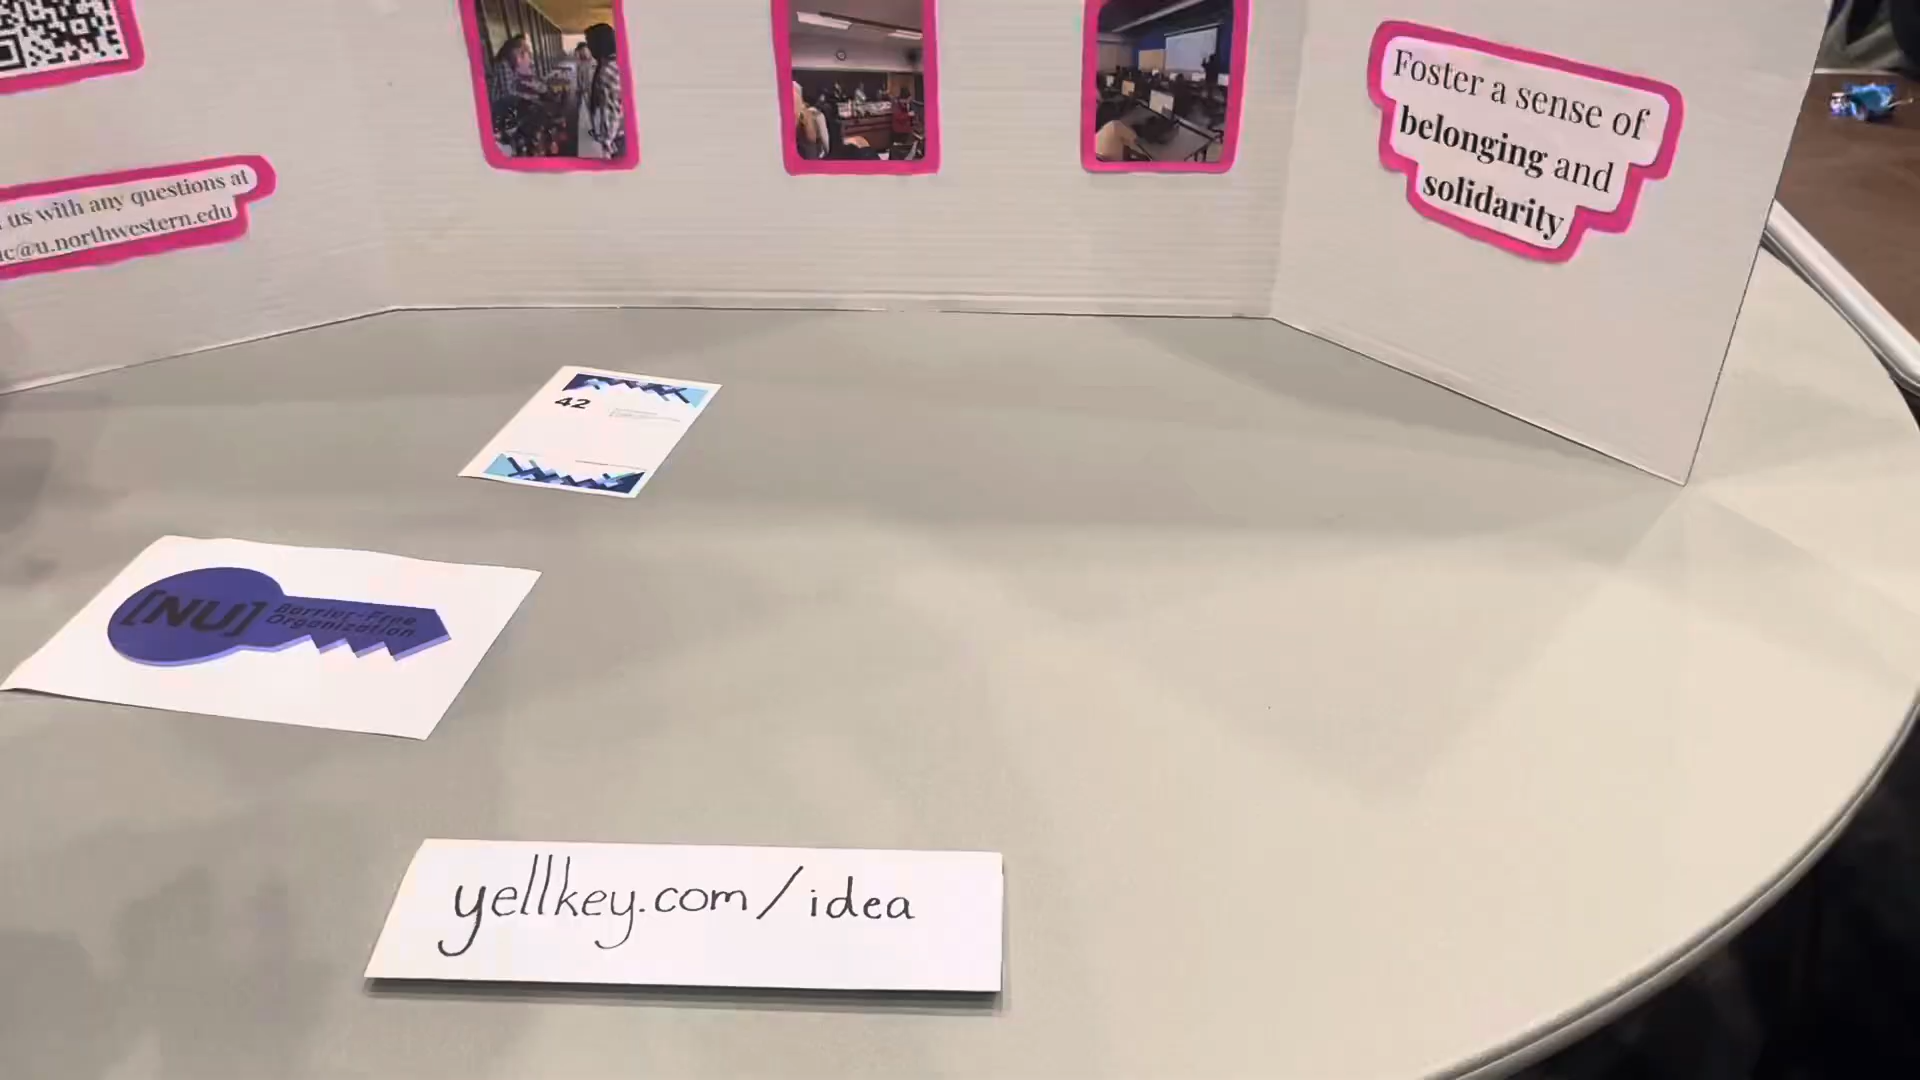 us with any questions at
@u.northwestern.edu
Foster a sense of
belonging and
solidarity
42
[NU] Barrier-Free
Organization
yellkey.com/idea